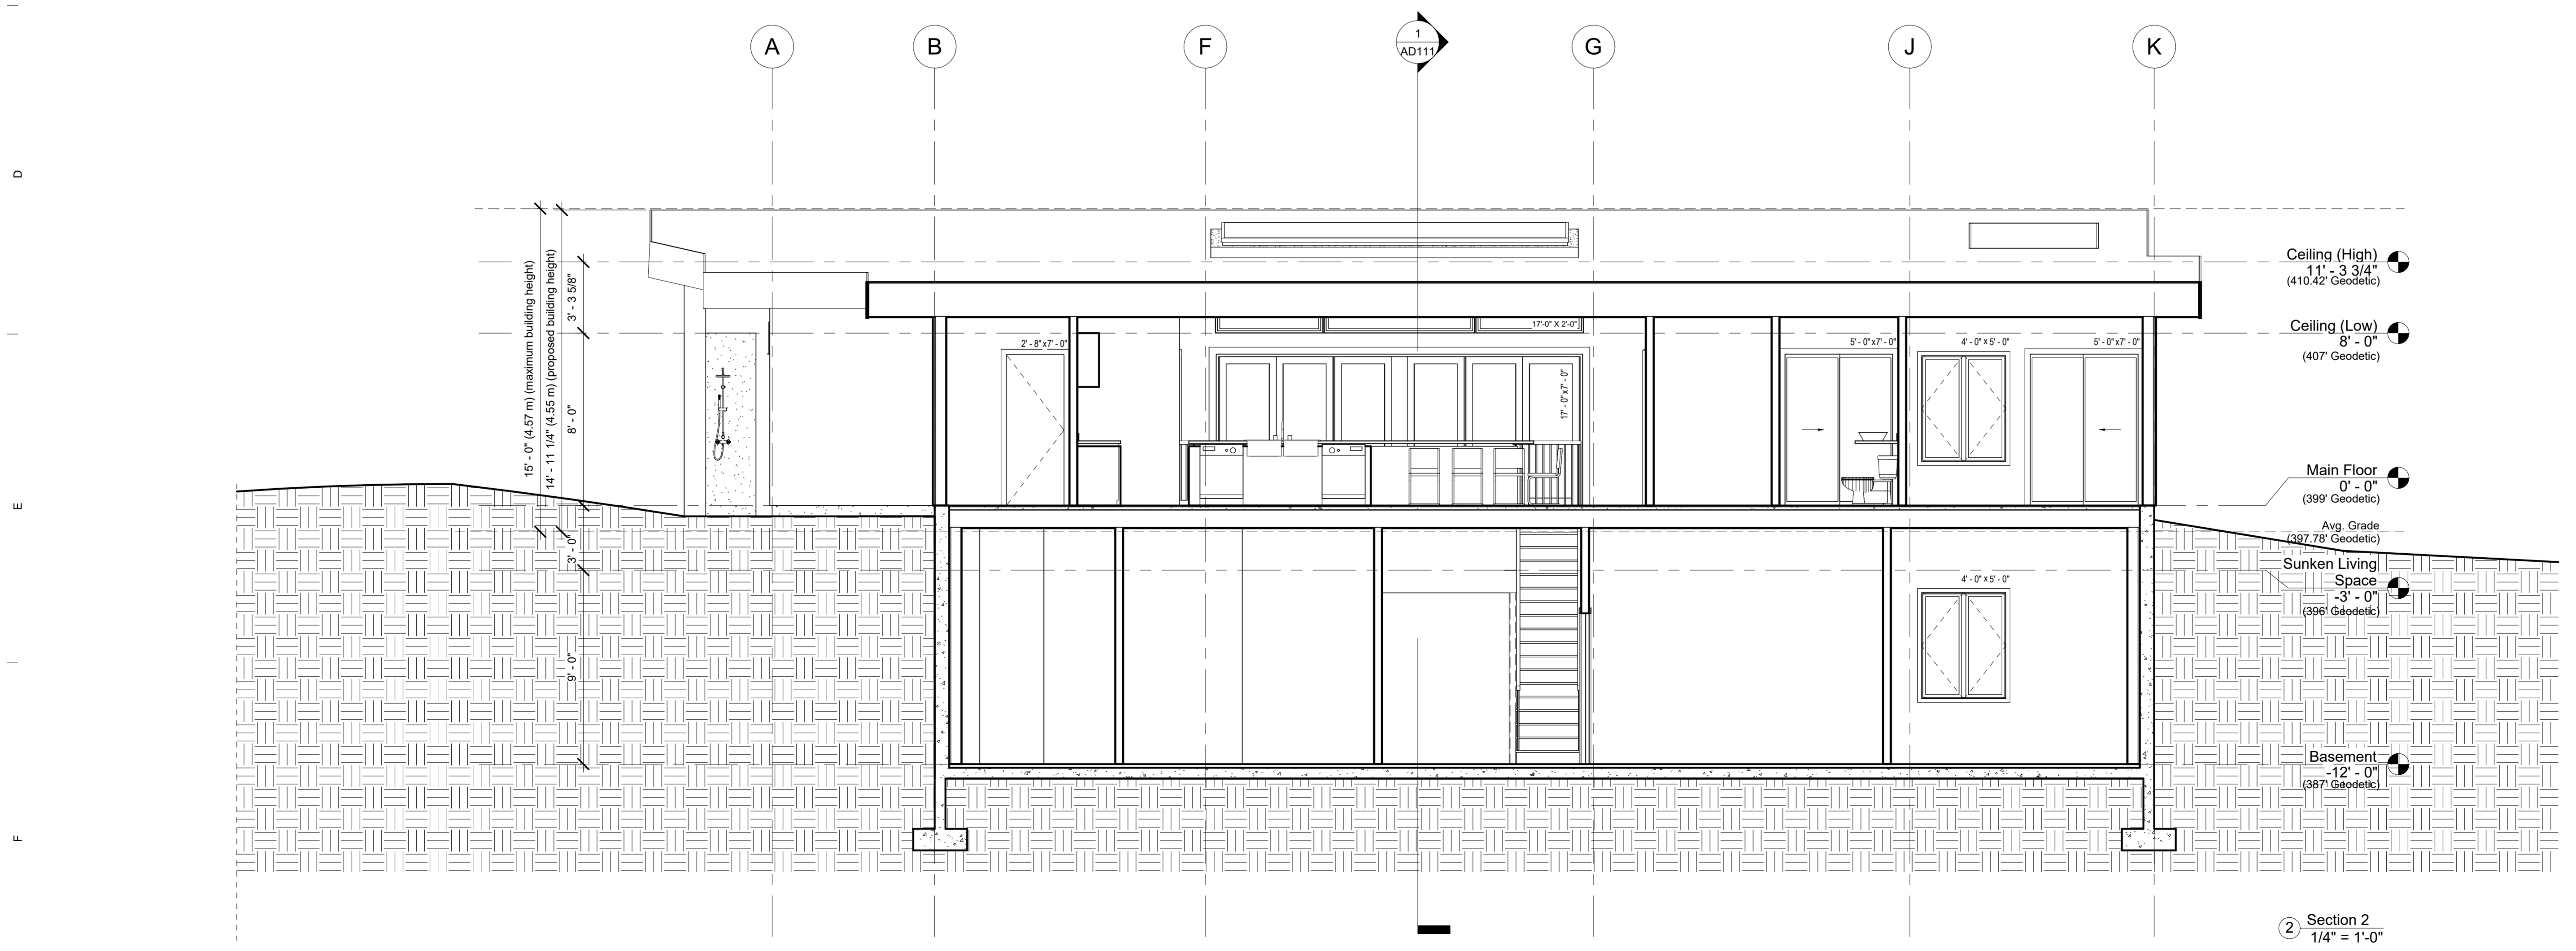 A
B
F
1
AD111
G
J
K
D
E
F
15' - 0" (4.57 m) (maximum building height)
14' - 11 1/4" (4.55 m) (proposed building height)
3' - 3 5/8"
8' - 0"
3' - 0"
9' - 0"
2' - 8" x 7' - 0"
17'-0" X 2'-0"
17' - 0" x 7' - 0"
5' - 0" x 7' - 0"
4' - 0" x 5' - 0"
5' - 0" x 7' - 0"
4' - 0" x 5' - 0"
Ceiling (High)
11' - 3 3/4"
(410.42' Geodetic)
Ceiling (Low)
8' - 0"
(407' Geodetic)
Main Floor
0' - 0"
(399' Geodetic)
Avg. Grade
(397.78' Geodetic)
Sunken Living
Space
-3' - 0"
(396' Geodetic)
Basement
-12' - 0"
(387' Geodetic)
2
Section 2
1/4" = 1'-0"